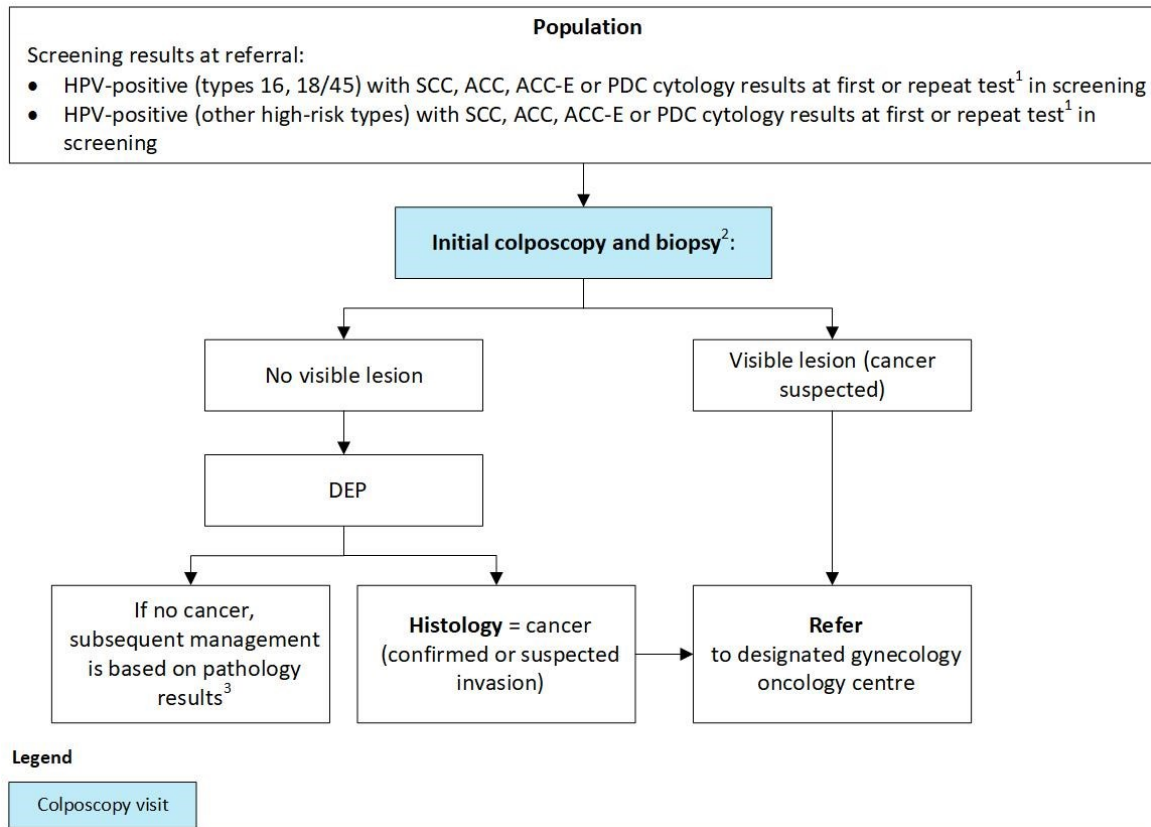 Population
Screening results at referral:
• HPV-positive (types 16, 18/45) with SCC, ACC, ACC-E or PDC cytology results at first or repeat test¹ in screening
• HPV-positive (other high-risk types) with SCC, ACC, ACC-E or PDC cytology results at first or repeat test¹ in
screening
Initial colposcopy and biopsy²:
No visible lesion
Visible lesion (cancer
suspected)
DEP
If no cancer,
subsequent management
is based on pathology
results³
Histology = cancer
(confirmed or suspected
invasion)
Refer
to designated gynecology
oncology centre
Legend
Colposcopy visit